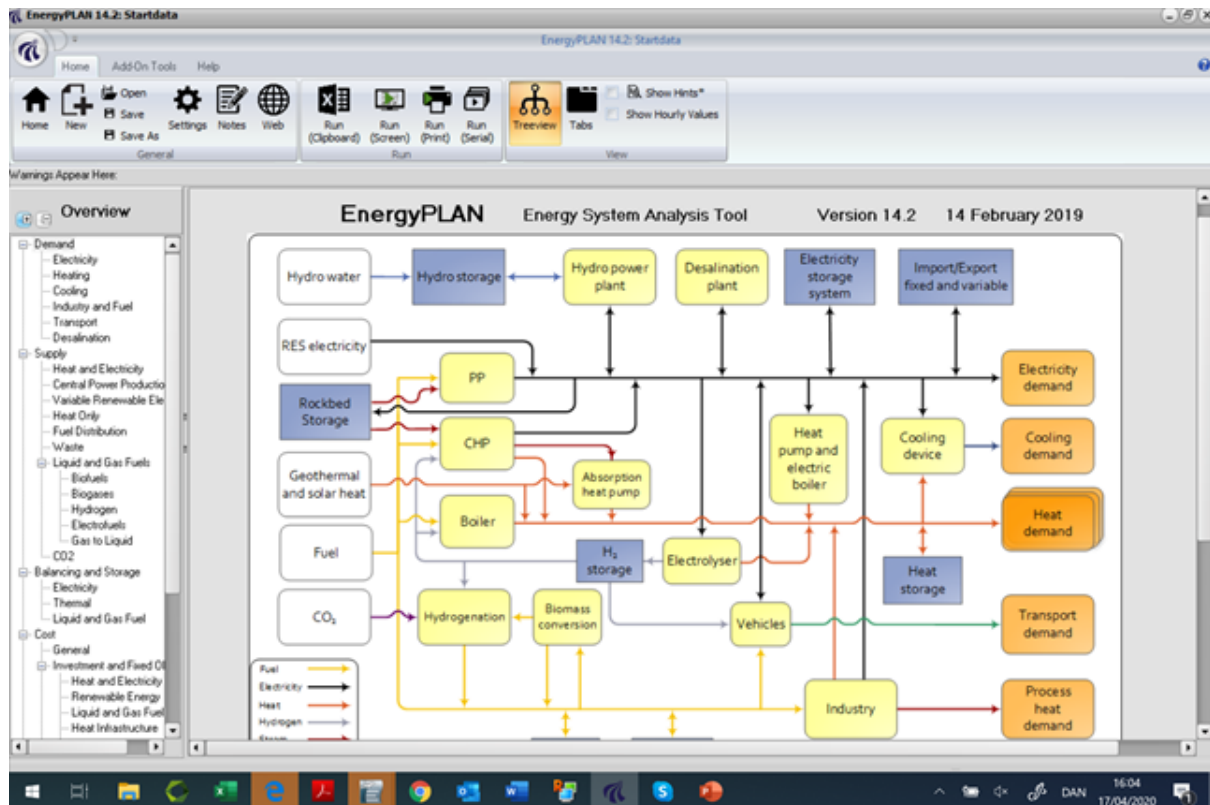 EnergyPLAN 14.2: Startdata
EnergyPLAN 14.2: Startdata
Home Add-On Tools Help
Home
New
Open
Save
Save As
Settings
Notes
Web
General
Run
(Clipboard)
Run
(Screen)
Run
(Print)
Run
(Serial)
Run
Treeview
Tabs
Show Hints*
Show Hourly Values
View
Warnings Appear Here:
Overview
Demand
Electricity
Heating
Cooling
Industry and Fuel
Transport
Desalination
Supply
Heat and Electricity
Central Power Productio
Variable Renewable Ele
Heat Only
Fuel Distribution
Waste
Liquid and Gas Fuels
Biofuels
Biogases
Hydrogen
Electrofuels
Gas to Liquid
CO2
Balancing and Storage
Electricity
Thermal
Liquid and Gas Fuel
Cost
General
Investment and Fixed O
Heat and Electricity
Renewable Energy
Liquid and Gas Fuel
Heat Infrastructure
EnergyPLAN Energy System Analysis Tool Version 14.2 14 February 2019
Hydro water
Hydro storage
Hydro power
plant
Desalination
plant
Electricity
storage
system
Import/Export
fixed and variable
RES electricity
PP
Electricity
demand
Rockbed
Storage
CHP
Heat
pump and
electric
boiler
Cooling
device
Cooling
demand
Geothermal
and solar heat
Absorption
heat pump
Boiler
Heat
demand
Fuel
H₂
storage
Electrolyser
Heat
storage
CO₂
Hydrogenation
Biomass
conversion
Vehicles
Transport
demand
Fuel
Electricity
Heat
Hydrogen
Steam
Industry
Process
heat
demand
DAN
16:04
17/04/2020